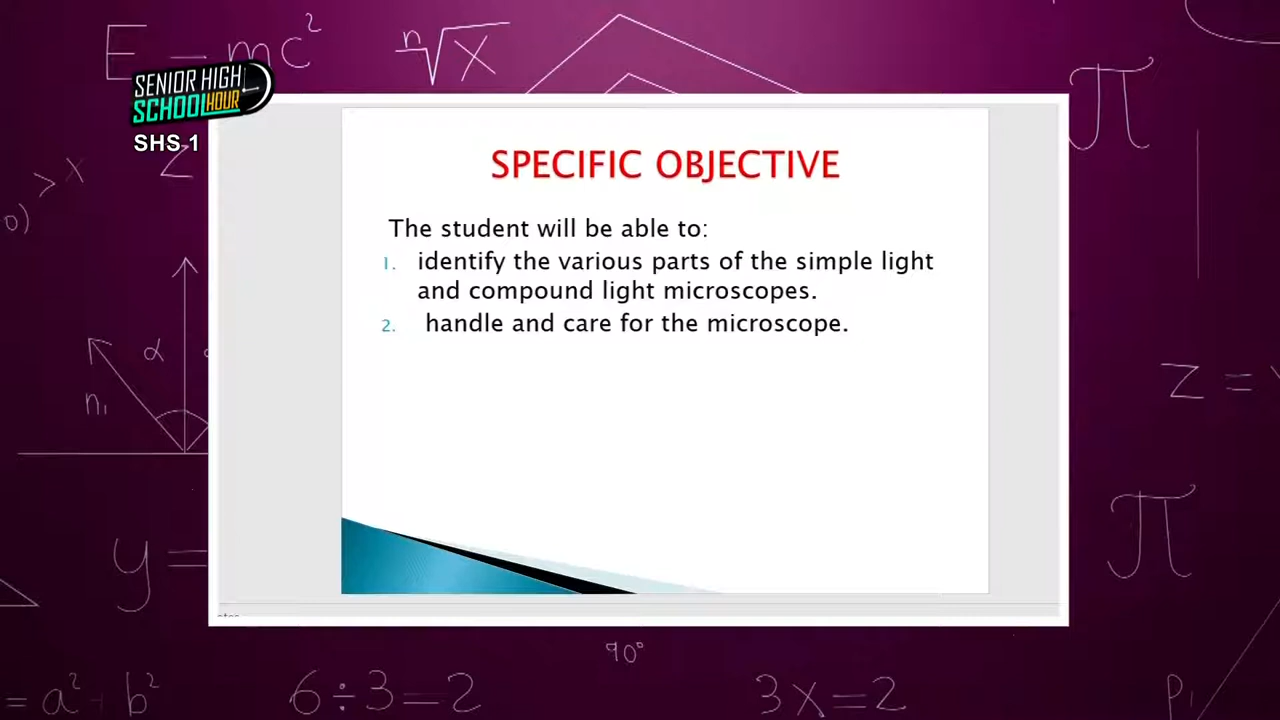 E = mc²
ⁿ√X
SENIOR HIGH
SCHOOL HOUR
SHS 1
π
SPECIFIC OBJECTIVE
The student will be able to:
1. identify the various parts of the simple light
and compound light microscopes.
2. handle and care for the microscope.
> x
α
n₁
z =
y =
π
90°
= a² + b²
6÷3=2
3x=2
P₁